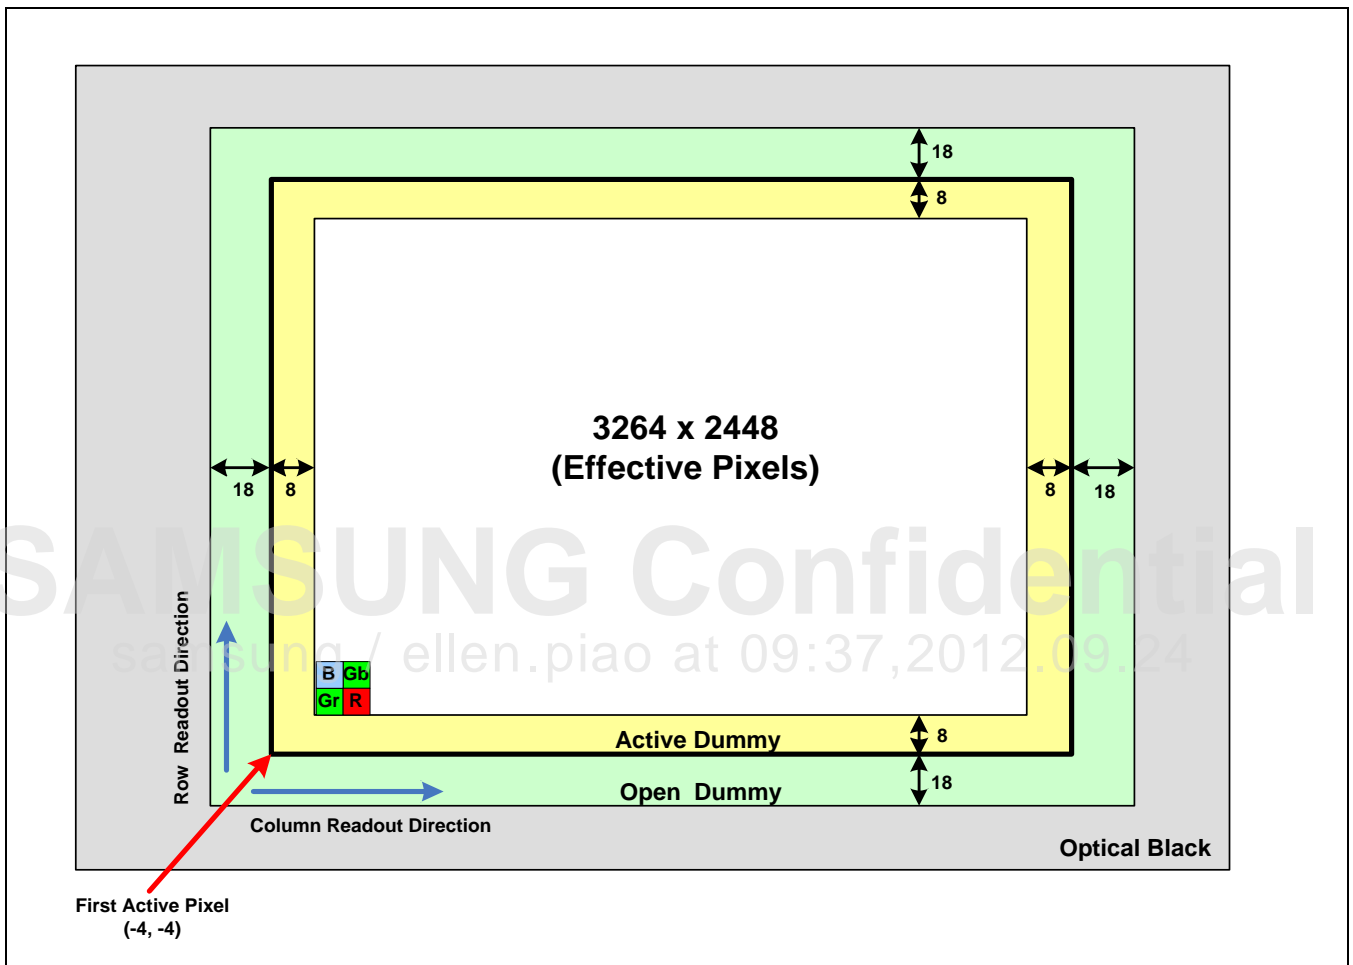 18
8
3264 x 2448
(Effective Pixels)
18
8
8
18
SAMSUNG Confidential
samsung / ellen.piao at 09:37,2012.09.24
Row Readout Direction
B Gb
Gr R
Active Dummy
8
Open Dummy
18
Column Readout Direction
Optical Black
First Active Pixel
(-4, -4)